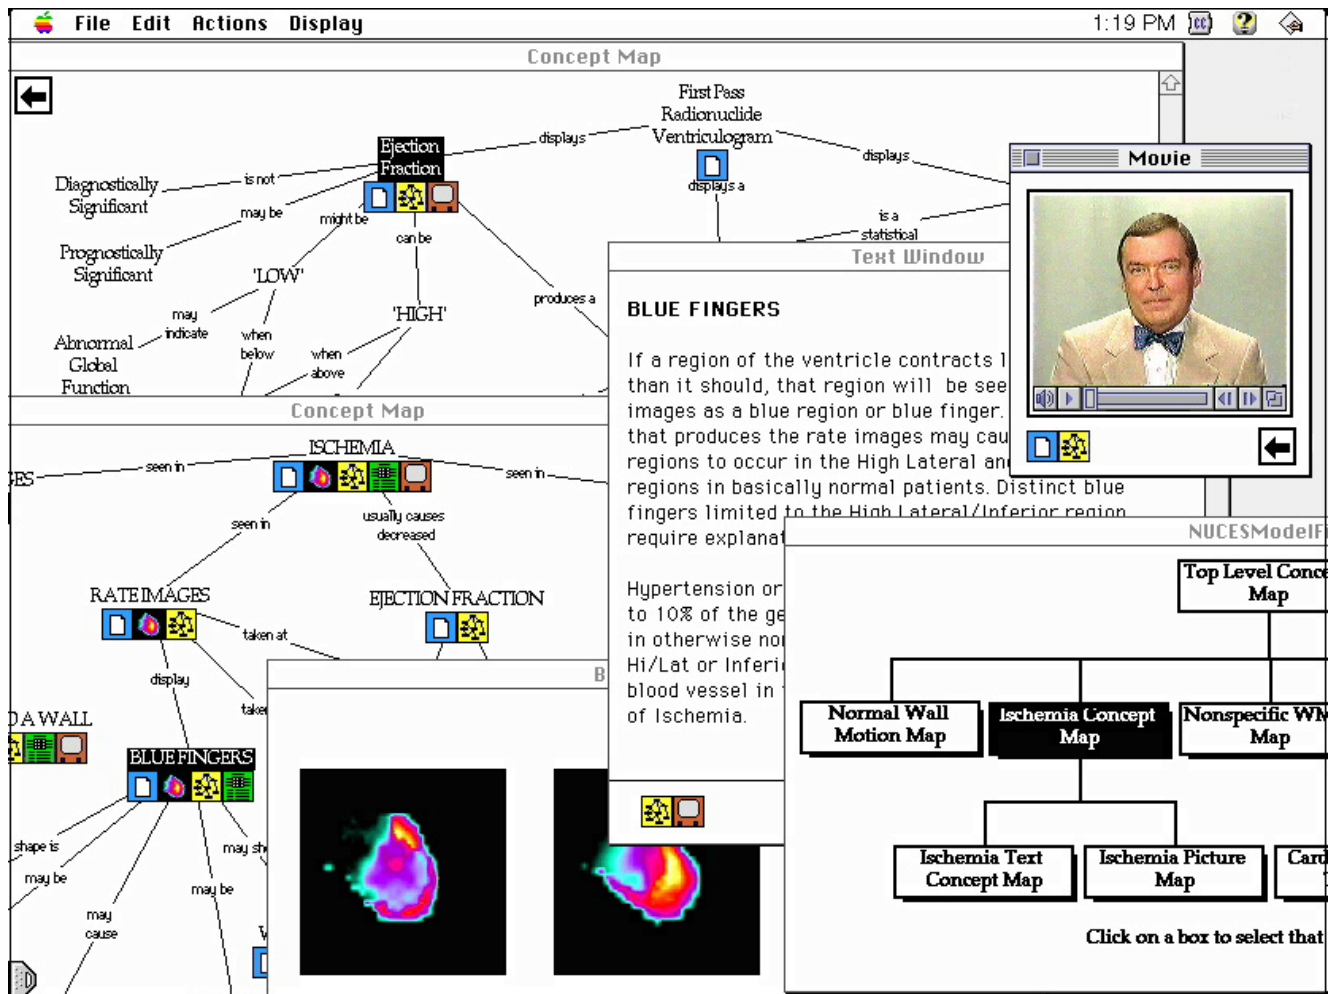 File Edit Actions Display
1:19 PM
Concept Map
First Pass
Radionuclide
Ventriculogram
Ejection
Fraction
displays
displays
Diagnostically
Significant
is not
may be
might be
can be
displays a
is a
statistical
Prognostically
Significant
'LOW'
'HIGH'
produces a
may
indicate
when
below
when
above
Abnormal
Global
Function
Movie
Text Window
BLUE FINGERS
If a region of the ventricle contracts l
than it should, that region will be see
images as a blue region or blue finger.
that produces the rate images may cau
regions to occur in the High Lateral an
regions in basically normal patients. Distinct blue
fingers limited to the High Lateral/Inferior region
require explanat
Hypertension or
to 10% of the ge
in otherwise no
Hi/Lat or Inferi
blood vessel in
of Ischemia.
Concept Map
ISCHEMIA
GES
seen in
seen in
seen in
usually causes
decreased
RATE IMAGES
EJECTION FRACTION
taken at
display
take
D A WALL
BLUE FINGERS
shape is
may be
may sh
may be
may
cause
B
NUCESModelFi
Top Level Conce
Map
Normal Wall
Motion Map
Ischemia Concept
Map
Nonspecific WM
Map
Ischemia Text
Concept Map
Ischemia Picture
Map
Card
Click on a box to select that